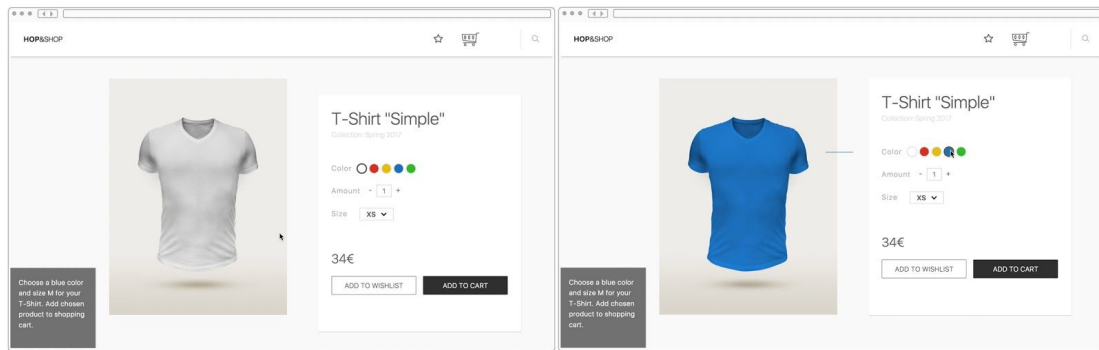 HOP&SHOP
T-Shirt "Simple"
Collection: Spring 2017
Color
Amount - 1 +
Size XS
34€
ADD TO WISHLIST ADD TO CART
Choose a blue color
and size M for your
T-Shirt. Add chosen
product to shopping
cart.
HOP&SHOP
T-Shirt "Simple"
Collection: Spring 2017
Color
Amount - 1 +
Size XS
34€
ADD TO WISHLIST ADD TO CART
Choose a blue color
and size M for your
T-Shirt. Add chosen
product to shopping
cart.